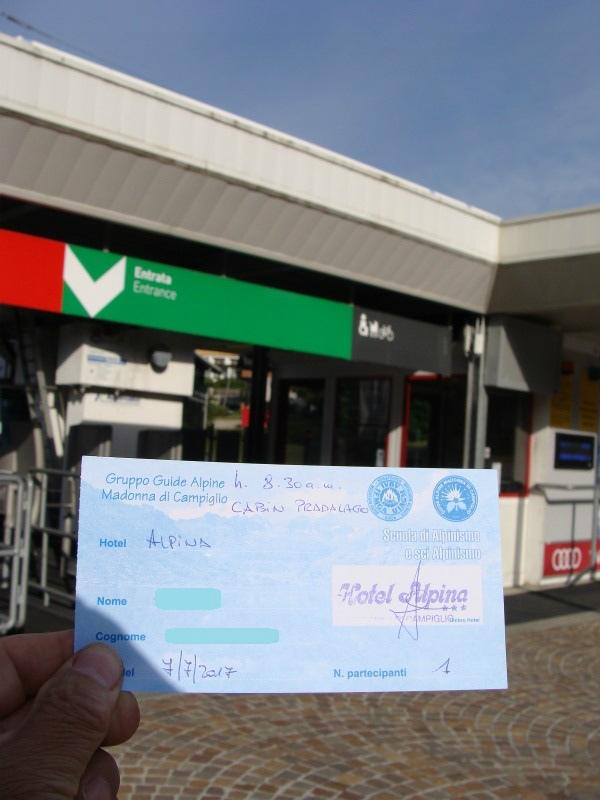 Entrata
Entrance
Gruppo Guide Alpine h. 8.30 a.m.
Madonna di Campiglio CABIN PRADALAGO
Scuola di Alpinismo
e sci Alpinismo
Hotel ALPINA
Hotel Alpina
***
CAMPIGLIO
Nome
Cognome
del 7/7/2017
N. partecipanti 1